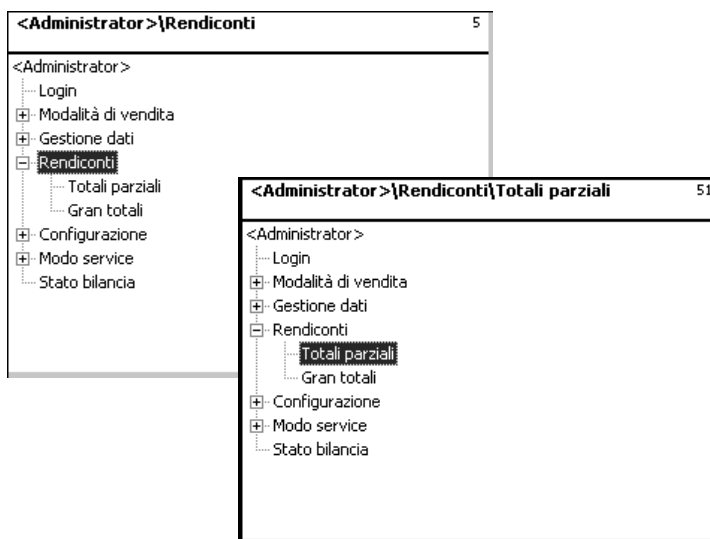 <Administrator>\Rendiconti 5
<Administrator>
Login
Modalità di vendita
Gestione dati
Rendiconti
Totali parziali
Gran totali
Configurazione
Modo service
Stato bilancia
<Administrator>\Rendiconti\Totali parziali 51
<Administrator>
Login
Modalità di vendita
Gestione dati
Rendiconti
Totali parziali
Gran totali
Configurazione
Modo service
Stato bilancia